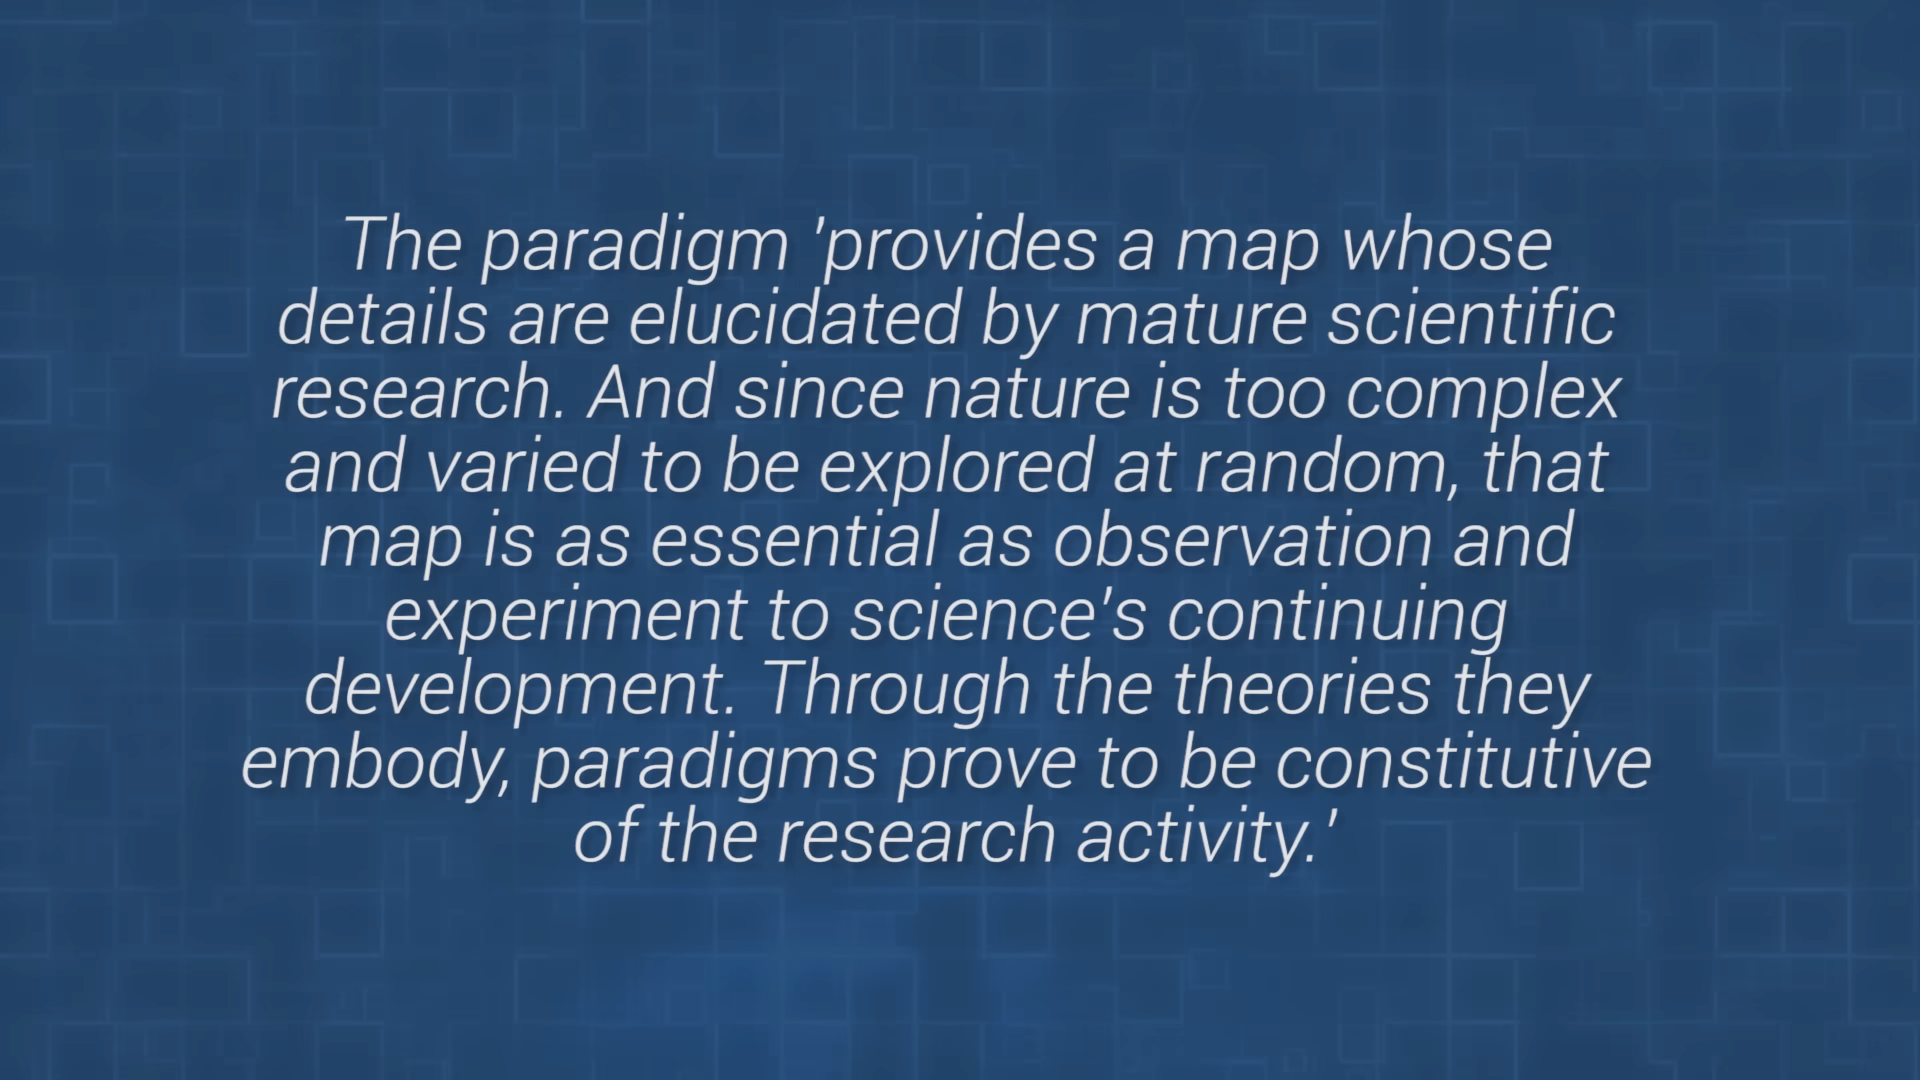 The paradigm 'provides a map whose
details are elucidated by mature scientific
research. And since nature is too complex
and varied to be explored at random, that
map is as essential as observation and
experiment to science's continuing
development. Through the theories they
embody, paradigms prove to be constitutive
of the research activity.'